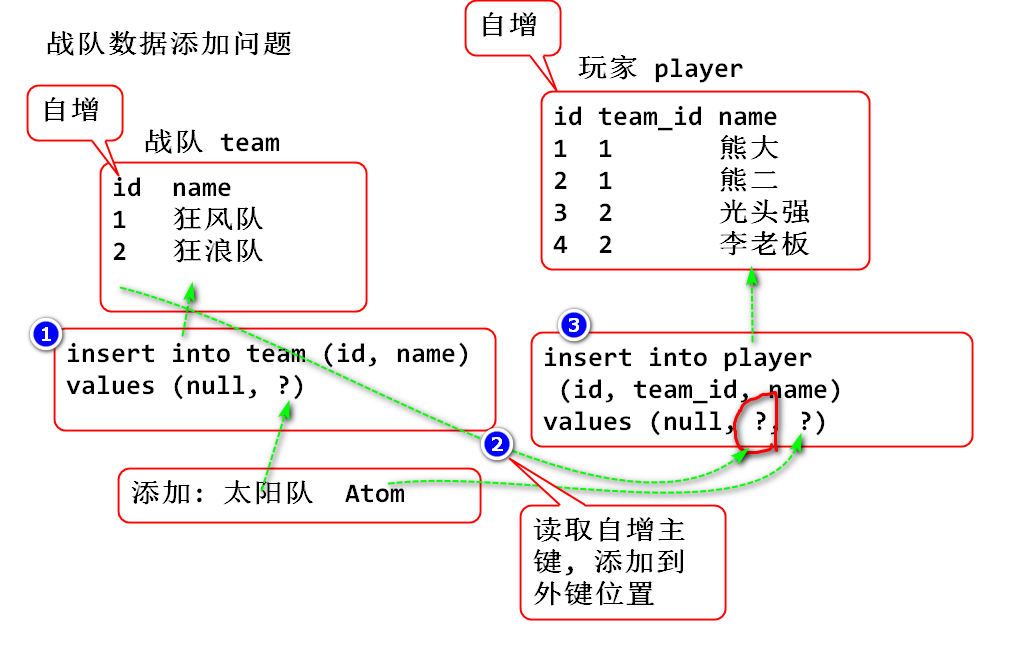 战队数据添加问题
自增
玩家 player
id team_id name
1 1 熊大
2 1 熊二
3 2 光头强
4 2 李老板
自增
战队 team
id name
1 狂风队
2 狂浪队
1
insert into team (id, name)
values (null, ?)
添加: 太阳队 Atom
2
读取自增主
键, 添加到
外键位置
3
insert into player
(id, team_id, name)
values (null, ?, ?)